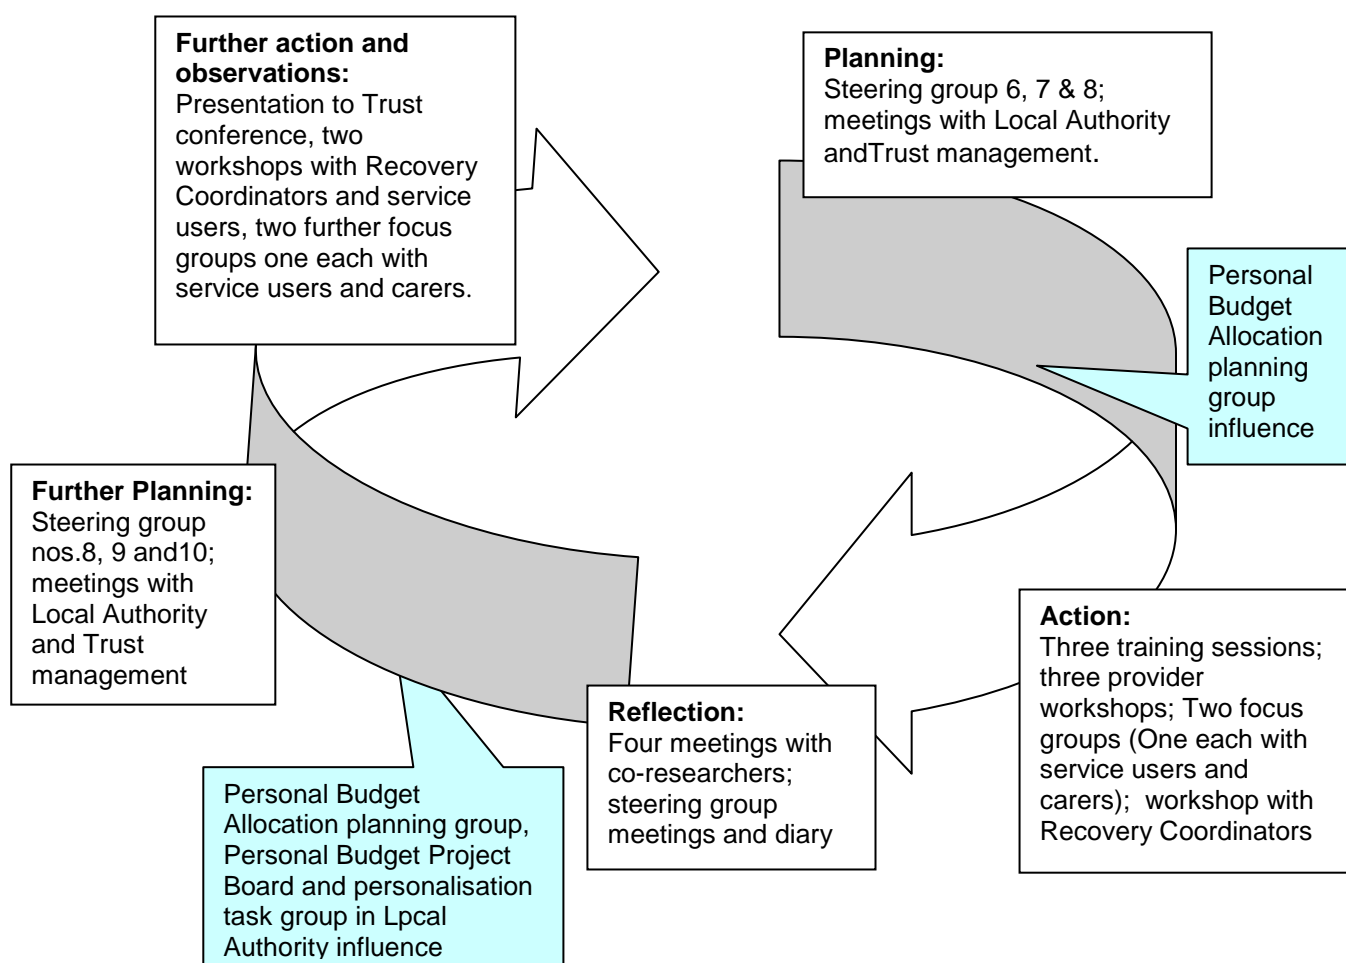 Further action and
observations:
Presentation to Trust
conference, two
workshops with Recovery
Coordinators and service
users, two further focus
groups one each with
service users and carers.
Planning:
Steering group 6, 7 & 8;
meetings with Local Authority
andTrust management.
Personal
Budget
Allocation
planning
group
influence
Further Planning:
Steering group
nos.8, 9 and10;
meetings with
Local Authority
and Trust
management
Action:
Three training sessions;
three provider
workshops; Two focus
groups (One each with
service users and
carers); workshop with
Recovery Coordinators
Reflection:
Four meetings with
co-researchers;
steering group
meetings and diary
Personal Budget
Allocation planning group,
Personal Budget Project
Board and personalisation
task group in Lpcal
Authority influence